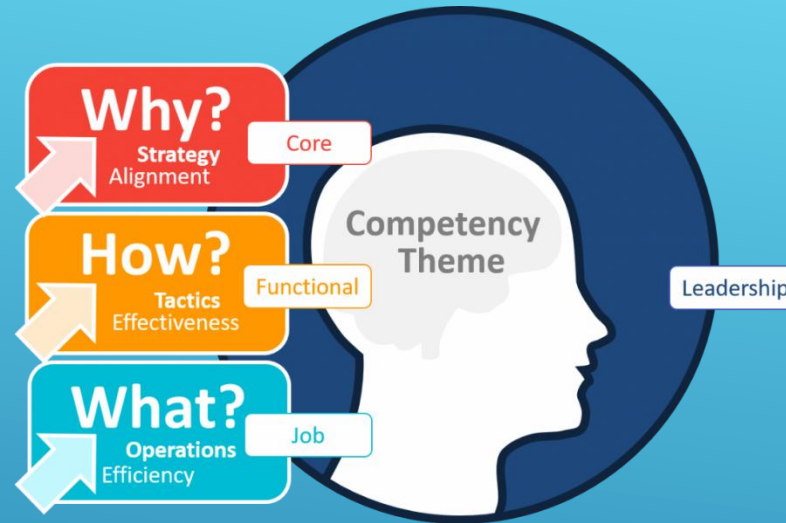 Why?
Strategy
Alignment
Core
How?
Tactics
Effectiveness
Functional
What?
Operations
Efficiency
Job
Competency
Theme
Leadership